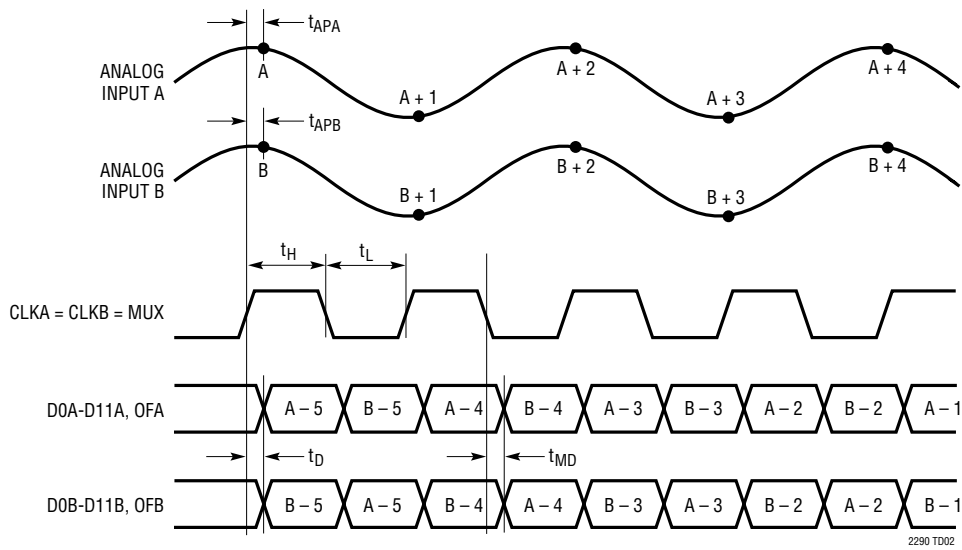 tAPA
ANALOG
INPUT A
A
A + 1
A + 2
A + 3
A + 4
tAPB
ANALOG
INPUT B
B
B + 1
B + 2
B + 3
B + 4
tH
tL
CLKA = CLKB = MUX
D0A-D11A, OFA
A – 5
B – 5
A – 4
B – 4
A – 3
B – 3
A – 2
B – 2
A – 1
tD
tMD
D0B-D11B, OFB
B – 5
A – 5
B – 4
A – 4
B – 3
A – 3
B – 2
A – 2
B – 1
2290 TD02